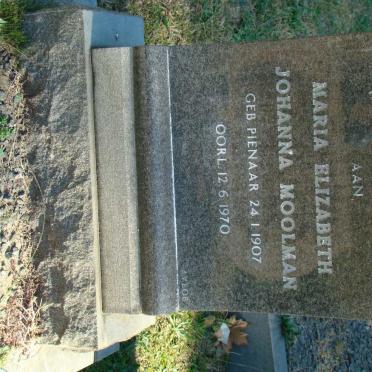 AAN
MARIA ELIZABETH
JOHANNA MOOLMAN
GEB PIENAAR 24.1.1907
OORL. 12.6.1970.